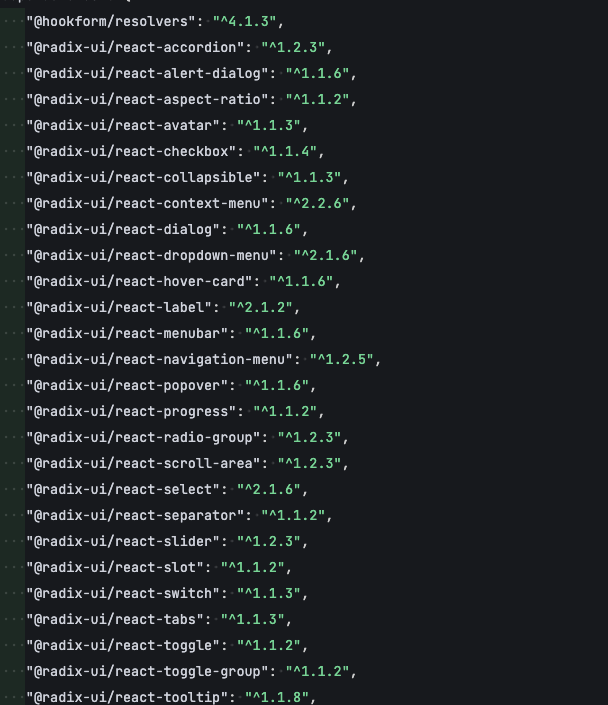 "@hookform/resolvers": "^4.1.3",
"@radix-ui/react-accordion": "^1.2.3",
"@radix-ui/react-alert-dialog": "^1.1.6",
"@radix-ui/react-aspect-ratio": "^1.1.2",
"@radix-ui/react-avatar": "^1.1.3",
"@radix-ui/react-checkbox": "^1.1.4",
"@radix-ui/react-collapsible": "^1.1.3",
"@radix-ui/react-context-menu": "^2.2.6",
"@radix-ui/react-dialog": "^1.1.6",
"@radix-ui/react-dropdown-menu": "^2.1.6",
"@radix-ui/react-hover-card": "^1.1.6",
"@radix-ui/react-label": "^2.1.2",
"@radix-ui/react-menubar": "^1.1.6",
"@radix-ui/react-navigation-menu": "^1.2.5",
"@radix-ui/react-popover": "^1.1.6",
"@radix-ui/react-progress": "^1.1.2",
"@radix-ui/react-radio-group": "^1.2.3",
"@radix-ui/react-scroll-area": "^1.2.3",
"@radix-ui/react-select": "^2.1.6",
"@radix-ui/react-separator": "^1.1.2",
"@radix-ui/react-slider": "^1.2.3",
"@radix-ui/react-slot": "^1.1.2",
"@radix-ui/react-switch": "^1.1.3",
"@radix-ui/react-tabs": "^1.1.3",
"@radix-ui/react-toggle": "^1.1.2",
"@radix-ui/react-toggle-group": "^1.1.2",
"@radix-ui/react-tooltip": "^1.1.8",